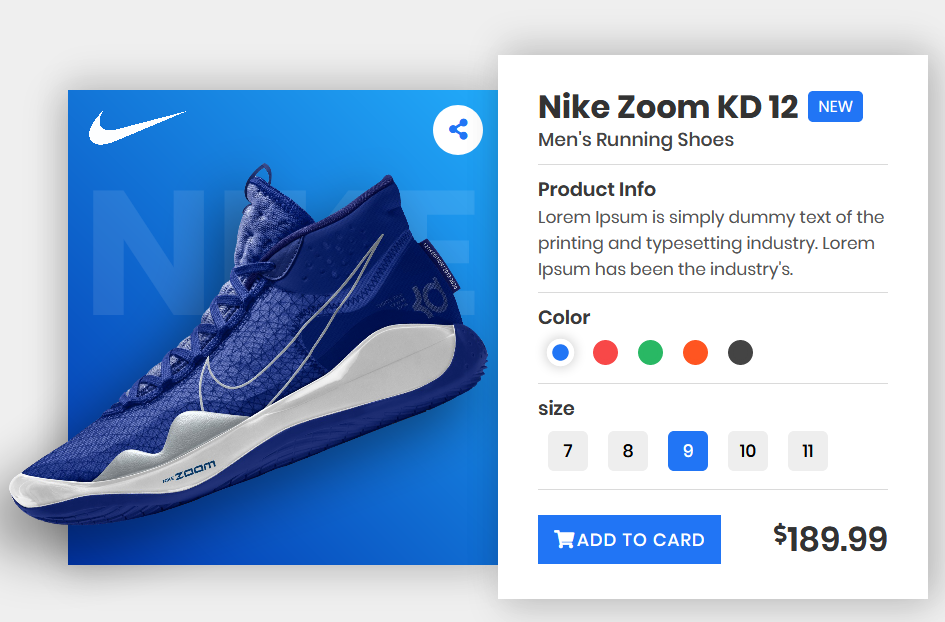 NIKE
NIKE ZOOM
Nike Zoom KD 12 NEW
Men's Running Shoes
Product Info
Lorem Ipsum is simply dummy text of the
printing and typesetting industry. Lorem
Ipsum has been the industry's.
Color
size
7 8 9 10 11
ADD TO CARD $189.99